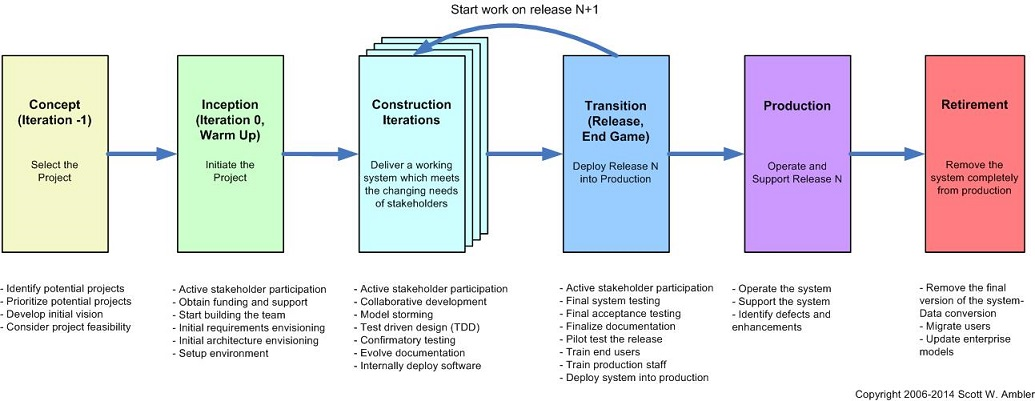 Start work on release N+1
Concept
(Iteration -1)
Select the
Project
Inception
(Iteration 0,
Warm Up)
Initiate the
Project
Construction
Iterations
Deliver a working
system which meets
the changing needs
of stakeholders
Transition
(Release,
End Game)
Deploy Release N
into Production
Production
Operate and
Support Release N
Retirement
Remove the
system completely
from production
- Identify potential projects
- Prioritize potential projects
- Develop initial vision
- Consider project feasibility
- Active stakeholder participation
- Obtain funding and support
- Start building the team
- Initial requirements envisioning
- Initial architecture envisioning
- Setup environment
- Active stakeholder participation
- Collaborative development
- Model storming
- Test driven design (TDD)
- Confirmatory testing
- Evolve documentation
- Internally deploy software
- Active stakeholder participation
- Final system testing
- Final acceptance testing
- Finalize documentation
- Pilot test the release
- Train end users
- Train production staff
- Deploy system into production
- Operate the system
- Support the system
- Identify defects and
enhancements
- Remove the final
version of the system-
Data conversion
- Migrate users
- Update enterprise
models
Copyright 2006-2014 Scott W. Ambler